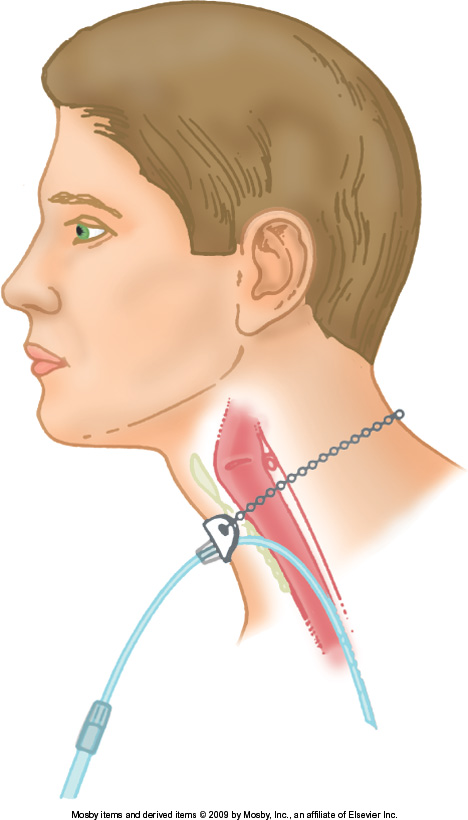 Mosby items and derived items © 2009 by Mosby, Inc., an affiliate of Elsevier Inc.